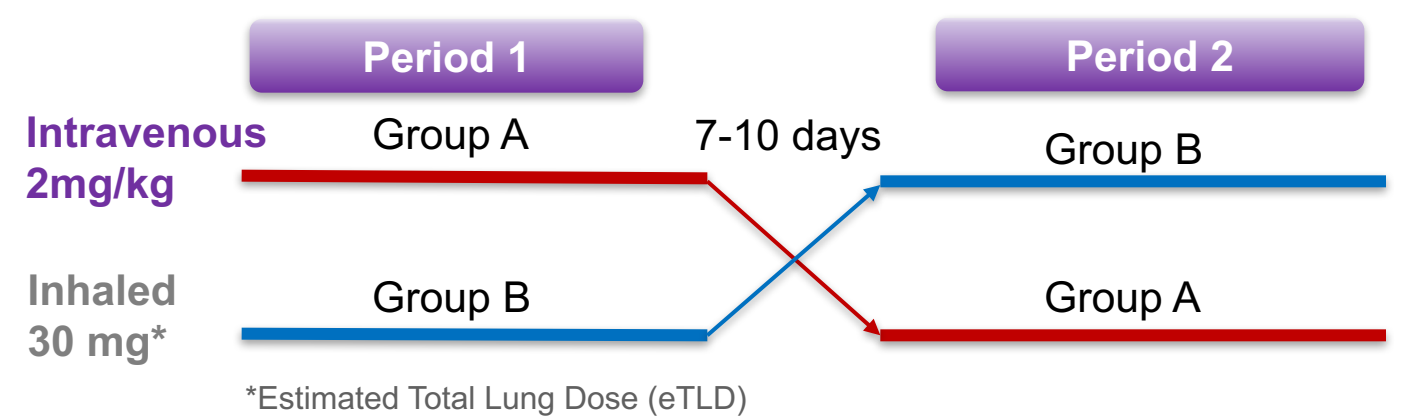 Period 1
Period 2
Intravenous
2mg/kg
Group A
7-10 days
Group B
Inhaled
30 mg*
Group B
Group A
*Estimated Total Lung Dose (eTLD)